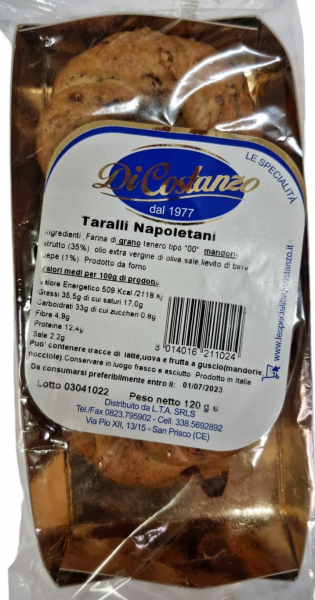 LE SPECIALITÀ
Di Costanzo
dal 1977
Taralli Napoletani
Ingredienti :Farina di grano tenero tipo "00", mandorle
strutto (35%), olio extra vergine di oliva,sale lievito di birra
pepe (1%) Prodotto da forno
Valori medi per 100g di prodotto
Valore Energetico 509 Kcal /2118 Kj
Grassi 35,5g di cui saturi 17,0g
Carboidrati 33g di cui zuccheri 0,8g
Fibre 4,9g
Proteine 12,4g
Sale 2,2g
3 014016 211024
Puo' contenere tracce di latte,uova e frutta a guscio(mandorle
nocciole) Conservare in luogo fresco e asciutto Prodotto in Italia
Da consumarsi preferibilmente entro il: 01/07/2023
Lotto 03041022 Peso netto 120 g e
Distribuito da L.T.A. SRLS
Tel./Fax 0823.795902 - Cell. 338.5692892
Via Pio XII, 13/15 - San Prisco (CE)